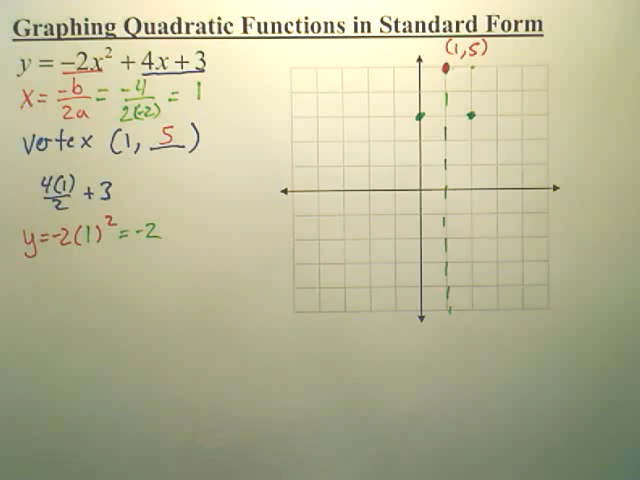 Graphing Quadratic Functions in Standard Form
(1,5)
y = -2x² + 4x + 3
x = -b/2a = -4/2(-2) = 1
vertex (1, 5)
4(1)/2 + 3
y = -2(1)² = -2